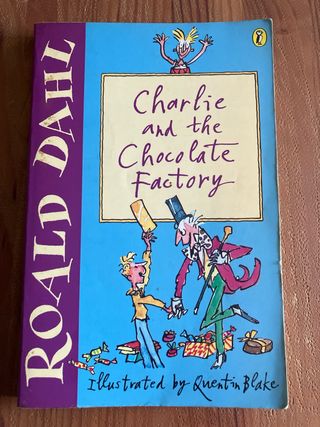 ROALD DAHL
Charlie
and the
Chocolate
Factory
Illustrated by Quentin Blake